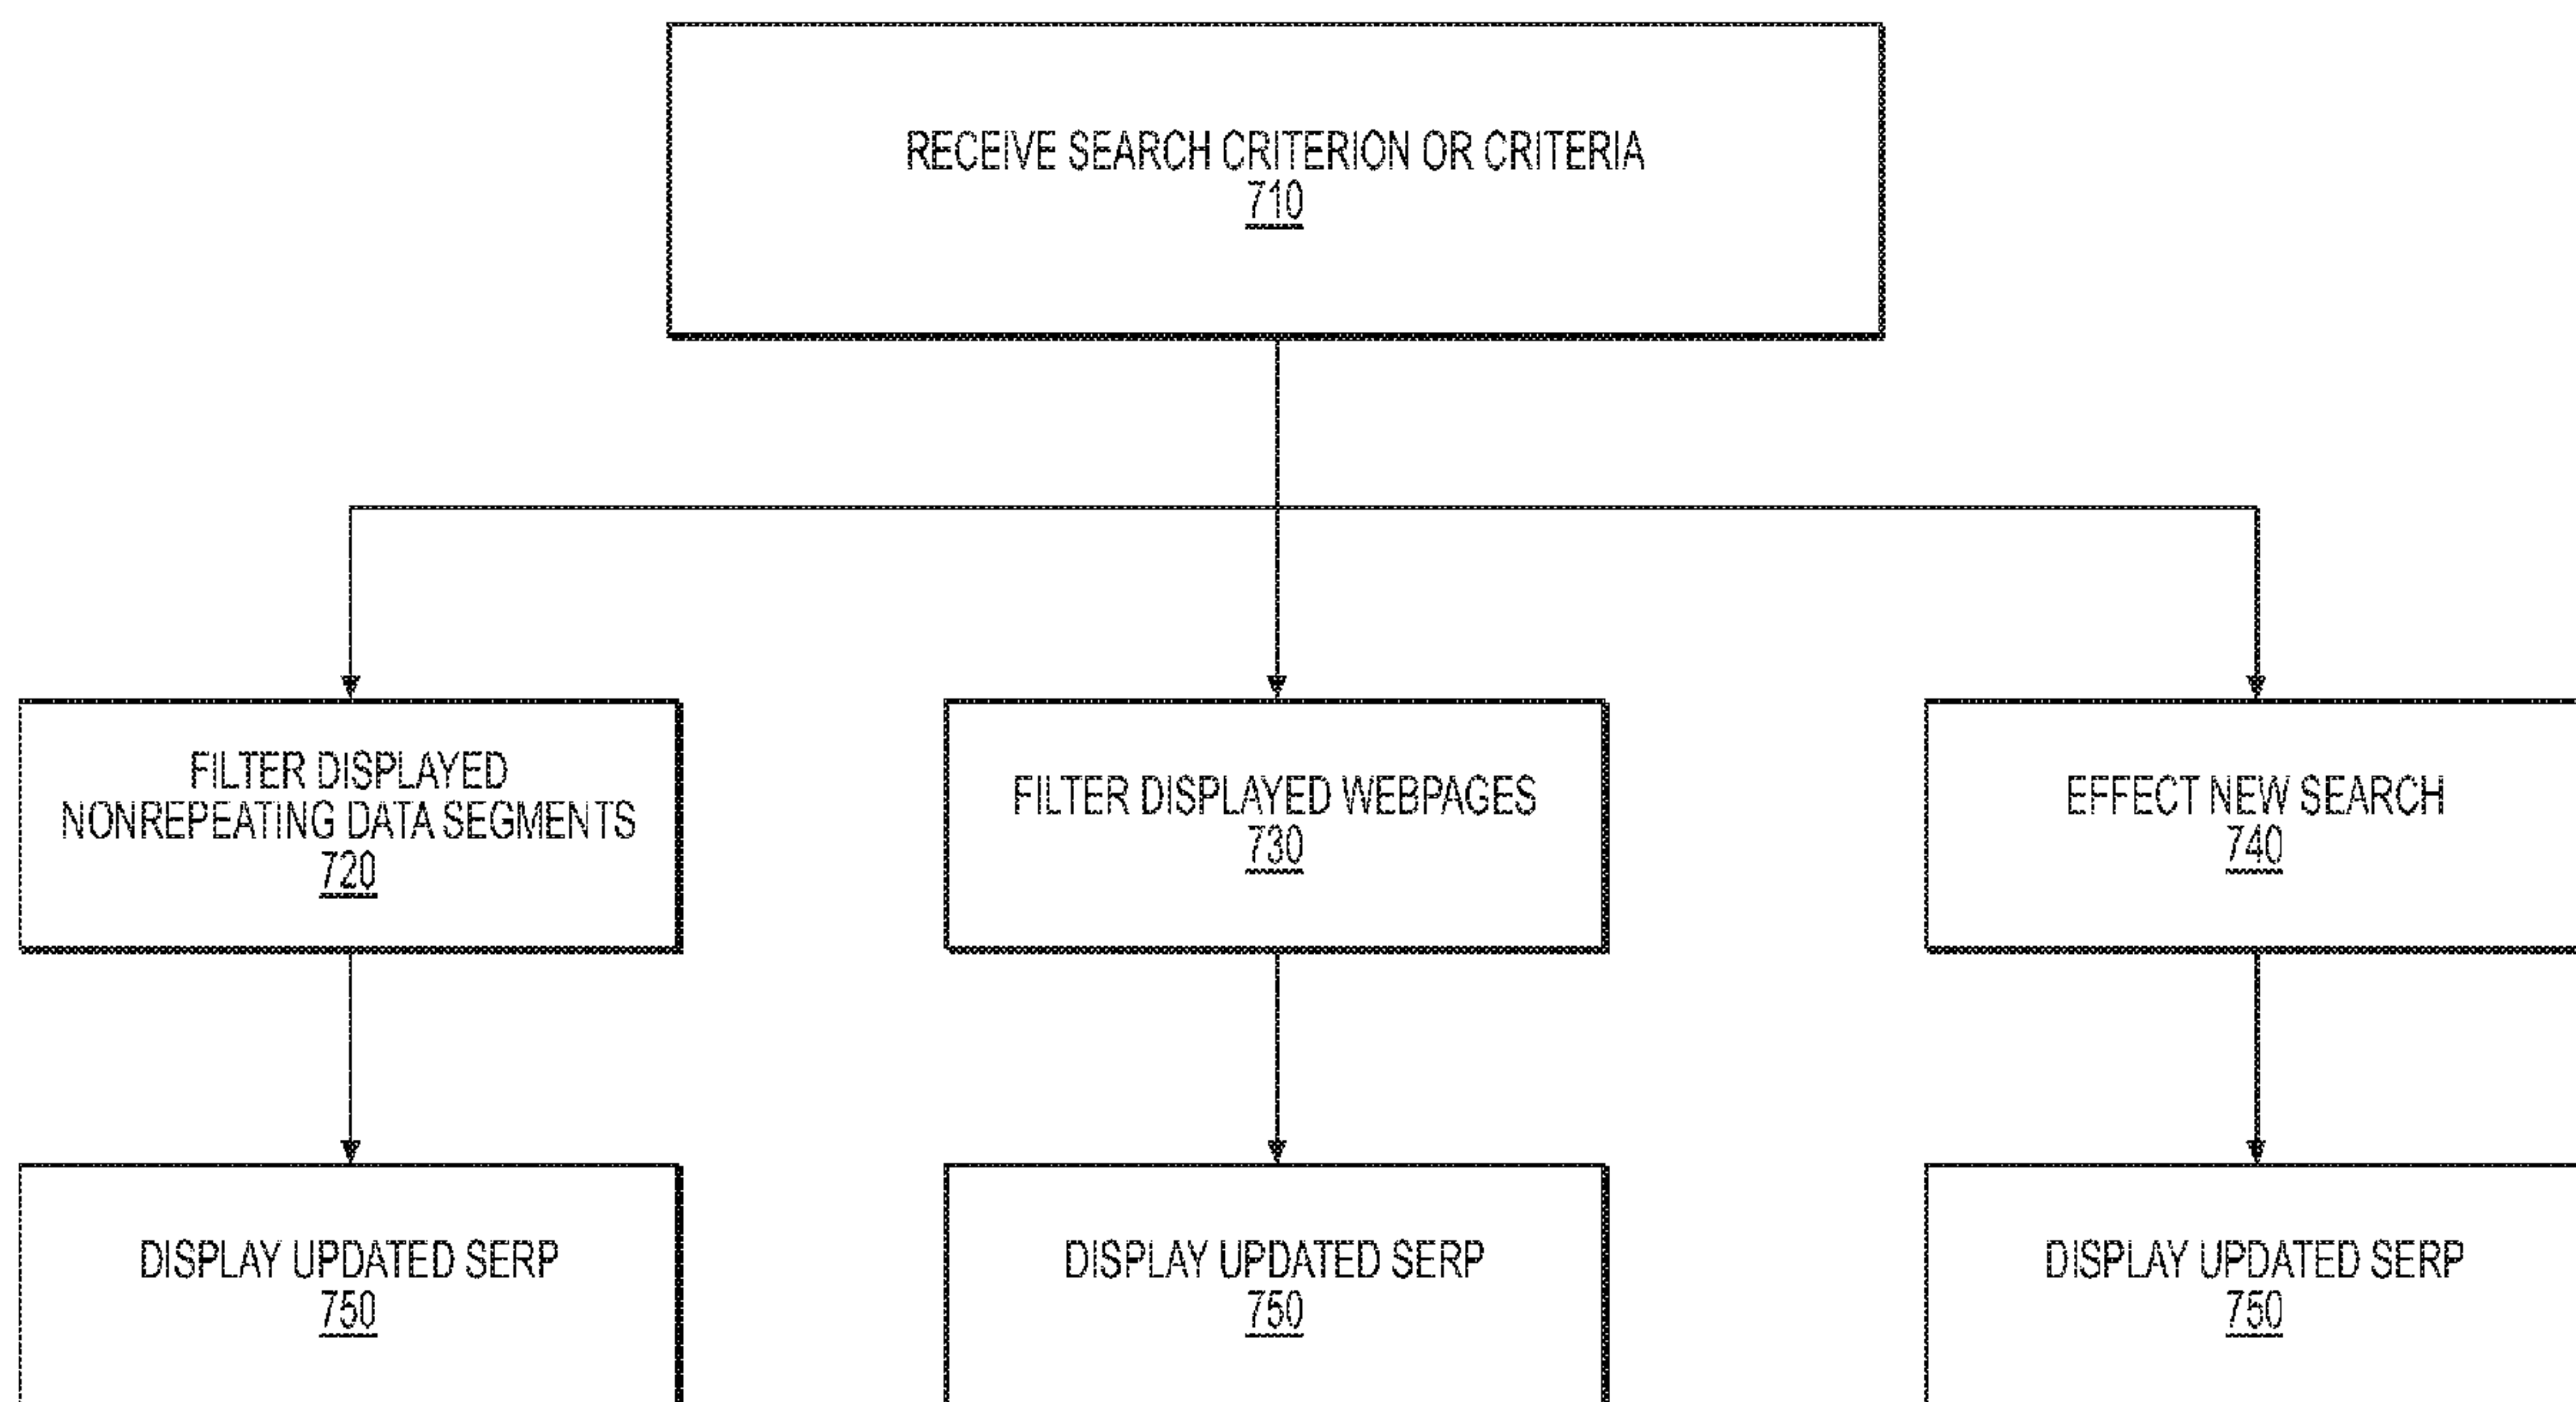 RECEIVE SEARCH CRITERION OR CRITERIA
710
FILTER DISPLAYED
NONREPEATING DATA SEGMENTS
720
FILTER DISPLAYED WEBPAGES
730
EFFECT NEW SEARCH
740
DISPLAY UPDATED SERP
750
DISPLAY UPDATED SERP
750
DISPLAY UPDATED SERP
750